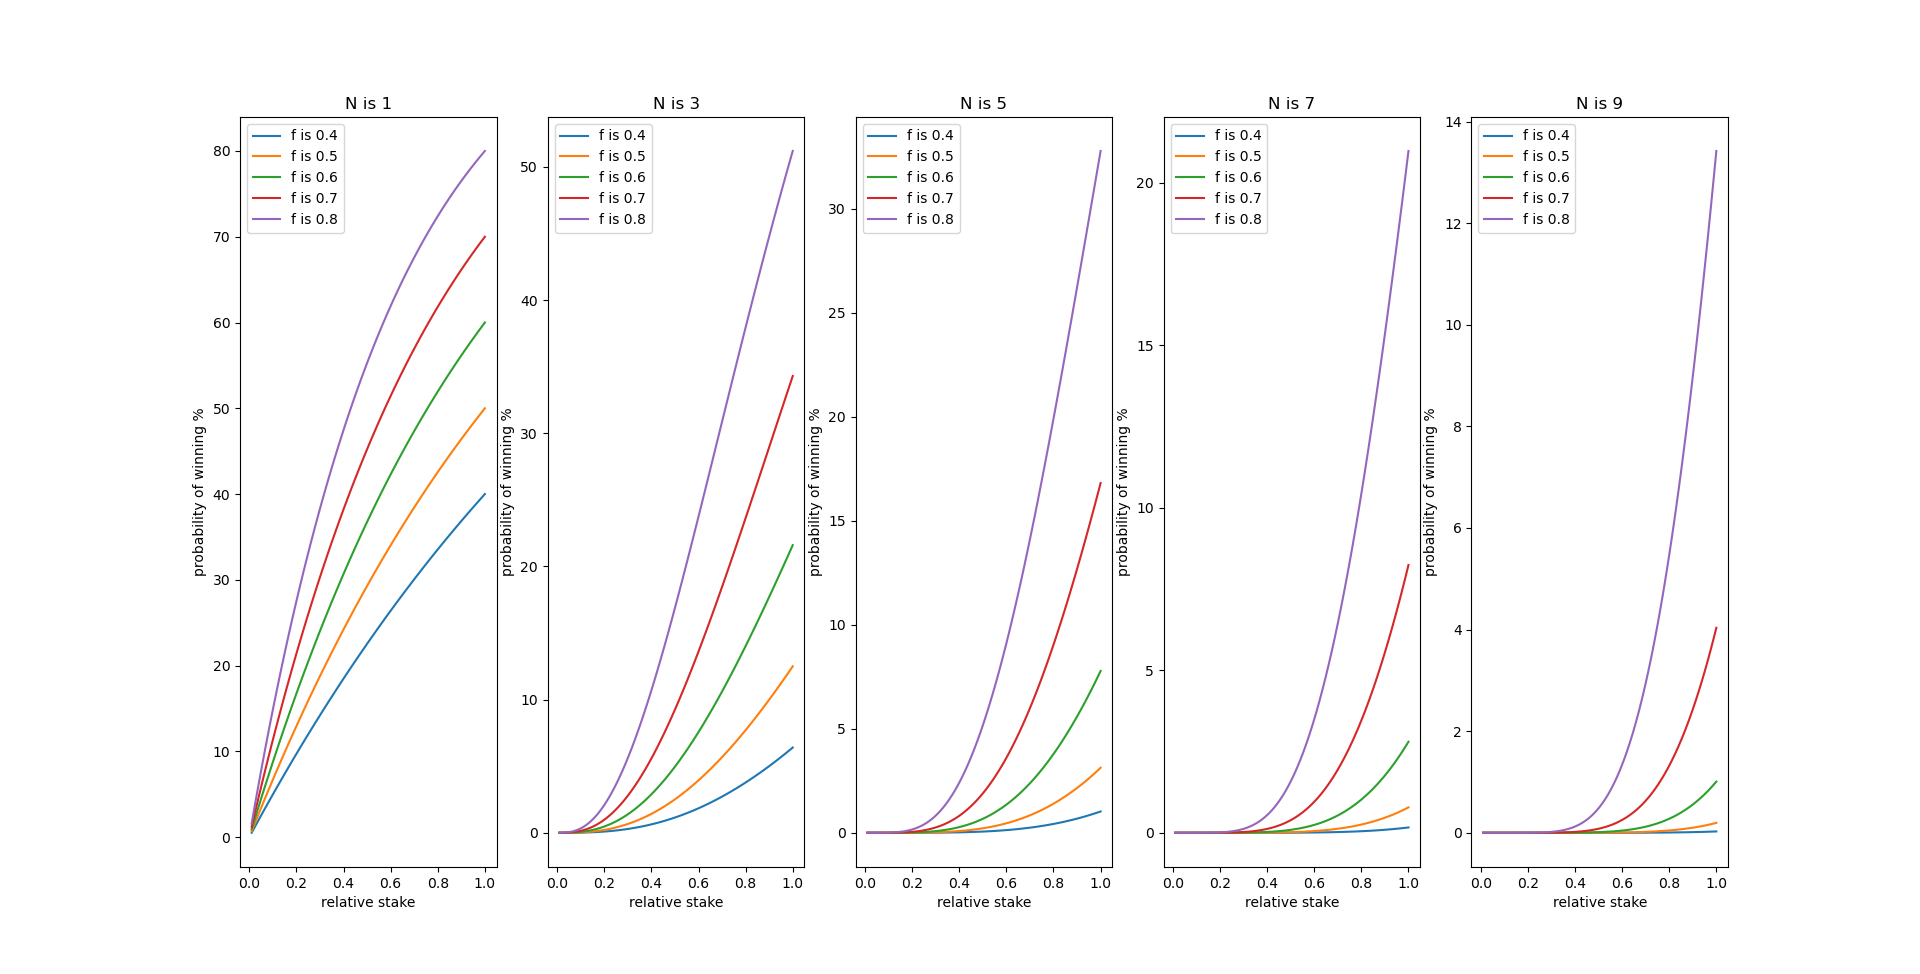 N is 1
f is 0.4
f is 0.5
f is 0.6
f is 0.7
f is 0.8
80
70
60
50
40
30
20
10
0
probability of winning %
0.0 0.2 0.4 0.6 0.8 1.0
relative stake
N is 3
f is 0.4
f is 0.5
f is 0.6
f is 0.7
f is 0.8
50
40
30
20
10
0
probability of winning %
0.0 0.2 0.4 0.6 0.8 1.0
relative stake
N is 5
f is 0.4
f is 0.5
f is 0.6
f is 0.7
f is 0.8
30
25
20
15
10
5
0
probability of winning %
0.0 0.2 0.4 0.6 0.8 1.0
relative stake
N is 7
f is 0.4
f is 0.5
f is 0.6
f is 0.7
f is 0.8
20
15
10
5
0
probability of winning %
0.0 0.2 0.4 0.6 0.8 1.0
relative stake
N is 9
f is 0.4
f is 0.5
f is 0.6
f is 0.7
f is 0.8
14
12
10
8
6
4
2
0
probability of winning %
0.0 0.2 0.4 0.6 0.8 1.0
relative stake